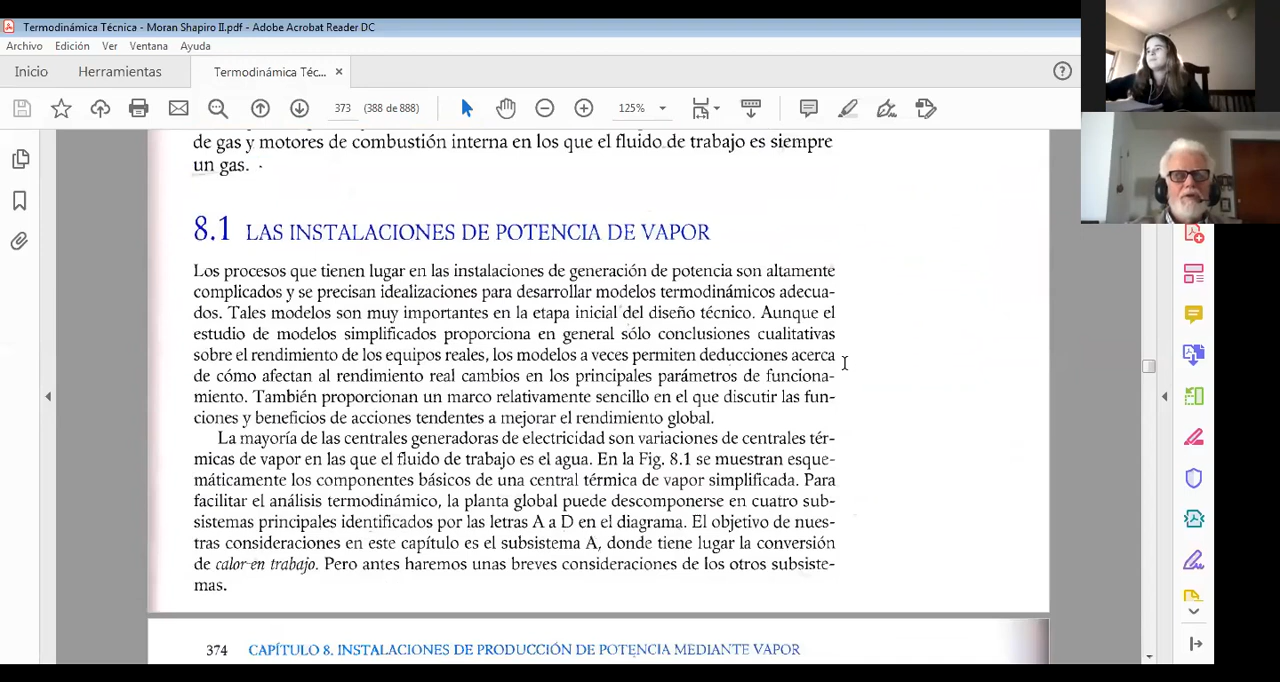 Termodinámica Técnica - Moran Shapiro II.pdf - Adobe Acrobat Reader DC
Archivo Edición Ver Ventana Ayuda
Inicio Herramientas Termodinámica Téc... ×
373 (388 de 888) 125%
de gas y motores de combustión interna en los que el fluido de trabajo es siempre
un gas.
8.1 LAS INSTALACIONES DE POTENCIA DE VAPOR
Los procesos que tienen lugar en las instalaciones de generación de potencia son altamente
complicados y se precisan idealizaciones para desarrollar modelos termodinámicos adecua-
dos. Tales modelos son muy importantes en la etapa inicial del diseño técnico. Aunque el
estudio de modelos simplificados proporciona en general sólo conclusiones cualitativas
sobre el rendimiento de los equipos reales, los modelos a veces permiten deducciones acerca
de cómo afectan al rendimiento real cambios en los principales parámetros de funciona-
miento. También proporcionan un marco relativamente sencillo en el que discutir las fun-
ciones y beneficios de acciones tendentes a mejorar el rendimiento global.
La mayoría de las centrales generadoras de electricidad son variaciones de centrales tér-
micas de vapor en las que el fluido de trabajo es el agua. En la Fig. 8.1 se muestran esque-
máticamente los componentes básicos de una central térmica de vapor simplificada. Para
facilitar el análisis termodinámico, la planta global puede descomponerse en cuatro sub-
sistemas principales identificados por las letras A a D en el diagrama. El objetivo de nues-
tras consideraciones en este capítulo es el subsistema A, donde tiene lugar la conversión
de calor en trabajo. Pero antes haremos unas breves consideraciones de los otros subsiste-
mas.
374 CAPÍTULO 8. INSTALACIONES DE PRODUCCIÓN DE POTENCIA MEDIANTE VAPOR